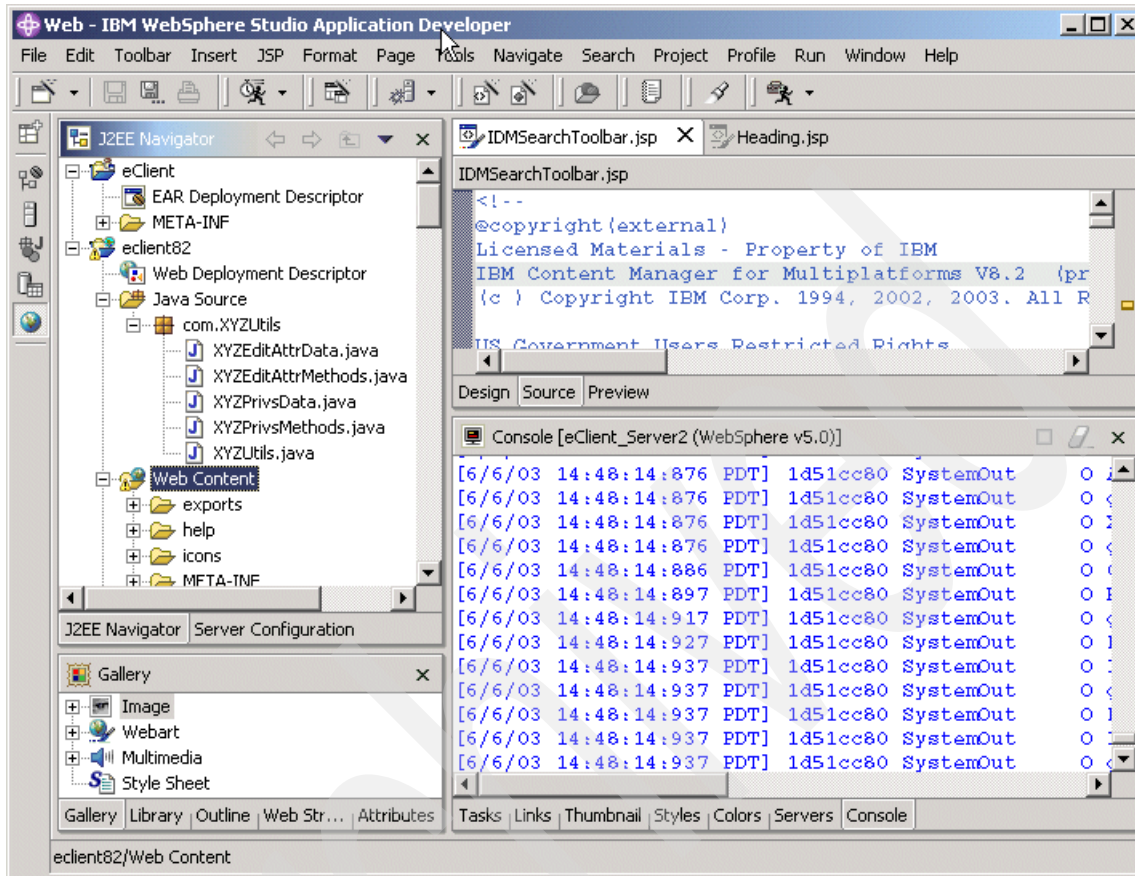 Web - IBM WebSphere Studio Application Developer
File Edit Toolbar Insert JSP Format Page Tools Navigate Search Project Profile Run Window Help
J2EE Navigator
eClient
EAR Deployment Descriptor
META-INF
eclient82
Web Deployment Descriptor
Java Source
com.XYZUtils
XYZEditAttrData.java
XYZEditAttrMethods.java
XYZPrivsData.java
XYZPrivsMethods.java
XYZUtils.java
Web Content
exports
help
icons
META-INF
J2EE Navigator Server Configuration
Gallery
Image
Webart
Multimedia
Style Sheet
Gallery Library Outline Web Str... Attributes
IDMSearchToolbar.jsp Heading.jsp
IDMSearchToolbar.jsp
<!--
@copyright(external)
Licensed Materials - Property of IBM
IBM Content Manager for Multiplatforms V8.2 (pr
(c ) Copyright IBM Corp. 1994, 2002, 2003. All R
US Government Users Restricted Rights
Design Source Preview
Console [eClient_Server2 (WebSphere v5.0)]
[6/6/03 14:48:14:876 PDT] 1d51cc80 SystemOut O
[6/6/03 14:48:14:876 PDT] 1d51cc80 SystemOut O
[6/6/03 14:48:14:876 PDT] 1d51cc80 SystemOut O
[6/6/03 14:48:14:876 PDT] 1d51cc80 SystemOut O
[6/6/03 14:48:14:886 PDT] 1d51cc80 SystemOut O
[6/6/03 14:48:14:897 PDT] 1d51cc80 SystemOut O
[6/6/03 14:48:14:917 PDT] 1d51cc80 SystemOut O
[6/6/03 14:48:14:927 PDT] 1d51cc80 SystemOut O
[6/6/03 14:48:14:937 PDT] 1d51cc80 SystemOut O
[6/6/03 14:48:14:937 PDT] 1d51cc80 SystemOut O
[6/6/03 14:48:14:937 PDT] 1d51cc80 SystemOut O
[6/6/03 14:48:14:937 PDT] 1d51cc80 SystemOut O
[6/6/03 14:48:14:937 PDT] 1d51cc80 SystemOut O
Tasks Links Thumbnail Styles Colors Servers Console
eclient82/Web Content